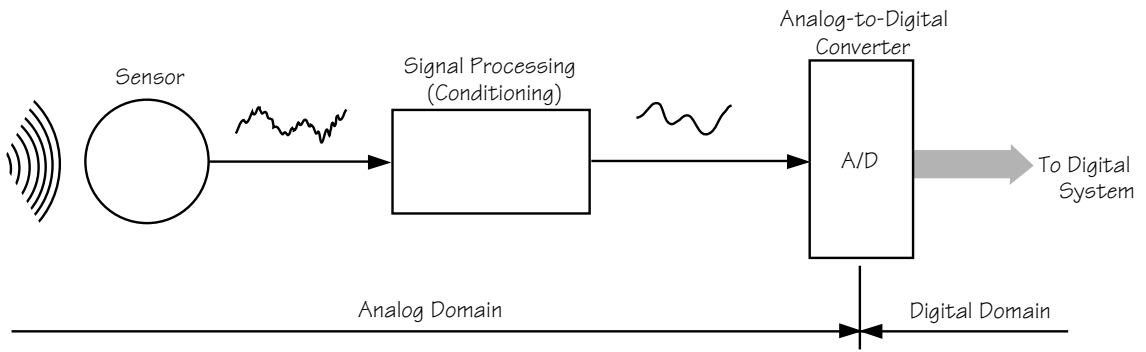 Analog-to-Digital
Converter
Sensor
Signal Processing
(Conditioning)
A/D
To Digital
System
Analog Domain
Digital Domain